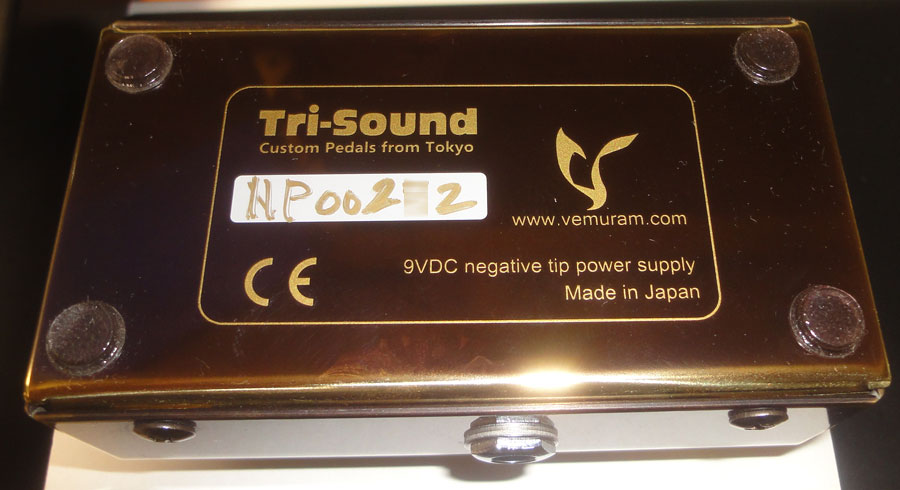 Tri-Sound
Custom Pedals from Tokyo
NP002 2
www.vemuram.com
CE
9VDC negative tip power supply
Made in Japan